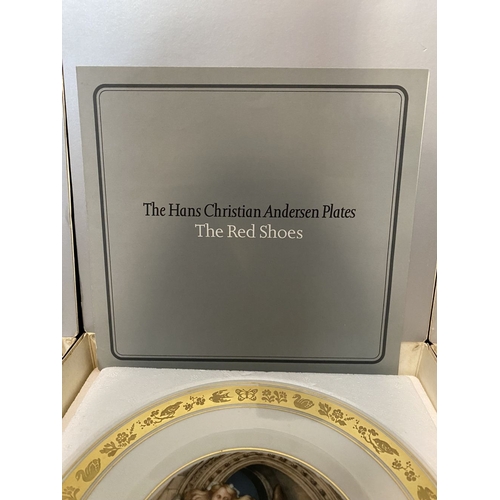 The Hans Christian Andersen Plates
The Red Shoes